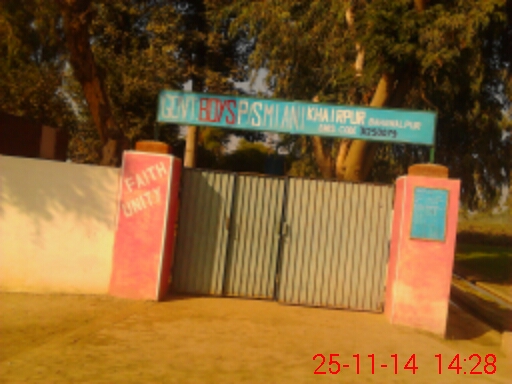 GOVT BOYS P/S MIANI KHAIRPUR BAHAWALPUR
FAITH
UNITY
25-11-14 14:28